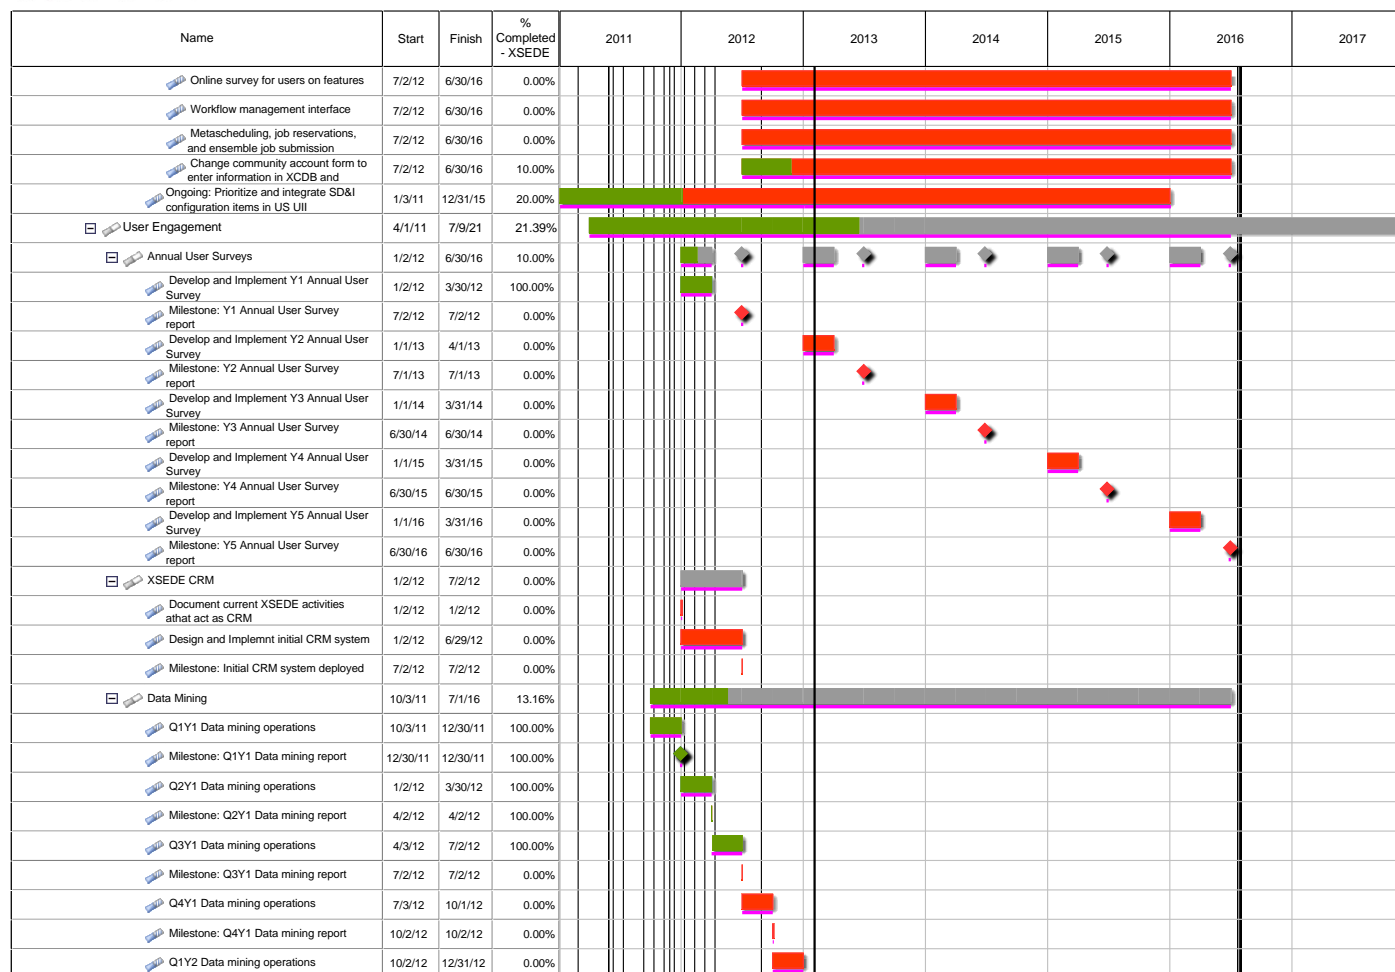 Name
Start
Finish
%
Completed
- XSEDE
2011
2012
2013
2014
2015
2016
2017
Online survey for users on features
7/2/12
6/30/16
0.00%
Workflow management interface
7/2/12
6/30/16
0.00%
Metascheduling, job reservations,
and ensemble job submission
7/2/12
6/30/16
0.00%
Change community account form to
enter information in XCDB and
7/2/12
6/30/16
10.00%
Ongoing: Prioritize and integrate SD&I
configuration items in US UII
1/3/11
12/31/15
20.00%
User Engagement
4/1/11
7/9/21
21.39%
Annual User Surveys
1/2/12
6/30/16
10.00%
Develop and Implement Y1 Annual User
Survey
1/2/12
3/30/12
100.00%
Milestone: Y1 Annual User Survey
report
7/2/12
7/2/12
0.00%
Develop and Implement Y2 Annual User
Survey
1/1/13
4/1/13
0.00%
Milestone: Y2 Annual User Survey
report
7/1/13
7/1/13
0.00%
Develop and Implement Y3 Annual User
Survey
1/1/14
3/31/14
0.00%
Milestone: Y3 Annual User Survey
report
6/30/14
6/30/14
0.00%
Develop and Implement Y4 Annual User
Survey
1/1/15
3/31/15
0.00%
Milestone: Y4 Annual User Survey
report
6/30/15
6/30/15
0.00%
Develop and Implement Y5 Annual User
Survey
1/1/16
3/31/16
0.00%
Milestone: Y5 Annual User Survey
report
6/30/16
6/30/16
0.00%
XSEDE CRM
1/2/12
7/2/12
0.00%
Document current XSEDE activities
athat act as CRM
1/2/12
1/2/12
0.00%
Design and Implemnt initial CRM system
1/2/12
6/29/12
0.00%
Milestone: Initial CRM system deployed
7/2/12
7/2/12
0.00%
Data Mining
10/3/11
7/1/16
13.16%
Q1Y1 Data mining operations
10/3/11
12/30/11
100.00%
Milestone: Q1Y1 Data mining report
12/30/11
12/30/11
100.00%
Q2Y1 Data mining operations
1/2/12
3/30/12
100.00%
Milestone: Q2Y1 Data mining report
4/2/12
4/2/12
100.00%
Q3Y1 Data mining operations
4/3/12
7/2/12
100.00%
Milestone: Q3Y1 Data mining report
7/2/12
7/2/12
0.00%
Q4Y1 Data mining operations
7/3/12
10/1/12
0.00%
Milestone: Q4Y1 Data mining report
10/2/12
10/2/12
0.00%
Q1Y2 Data mining operations
10/2/12
12/31/12
0.00%